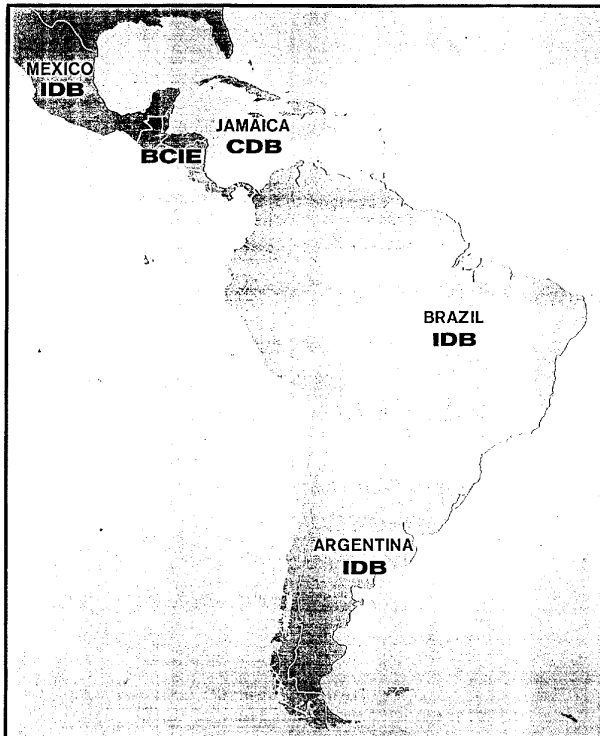 MEXICO
IDB
JAMAICA
CDB
BCIE
BRAZIL
IDB
ARGENTINA
IDB